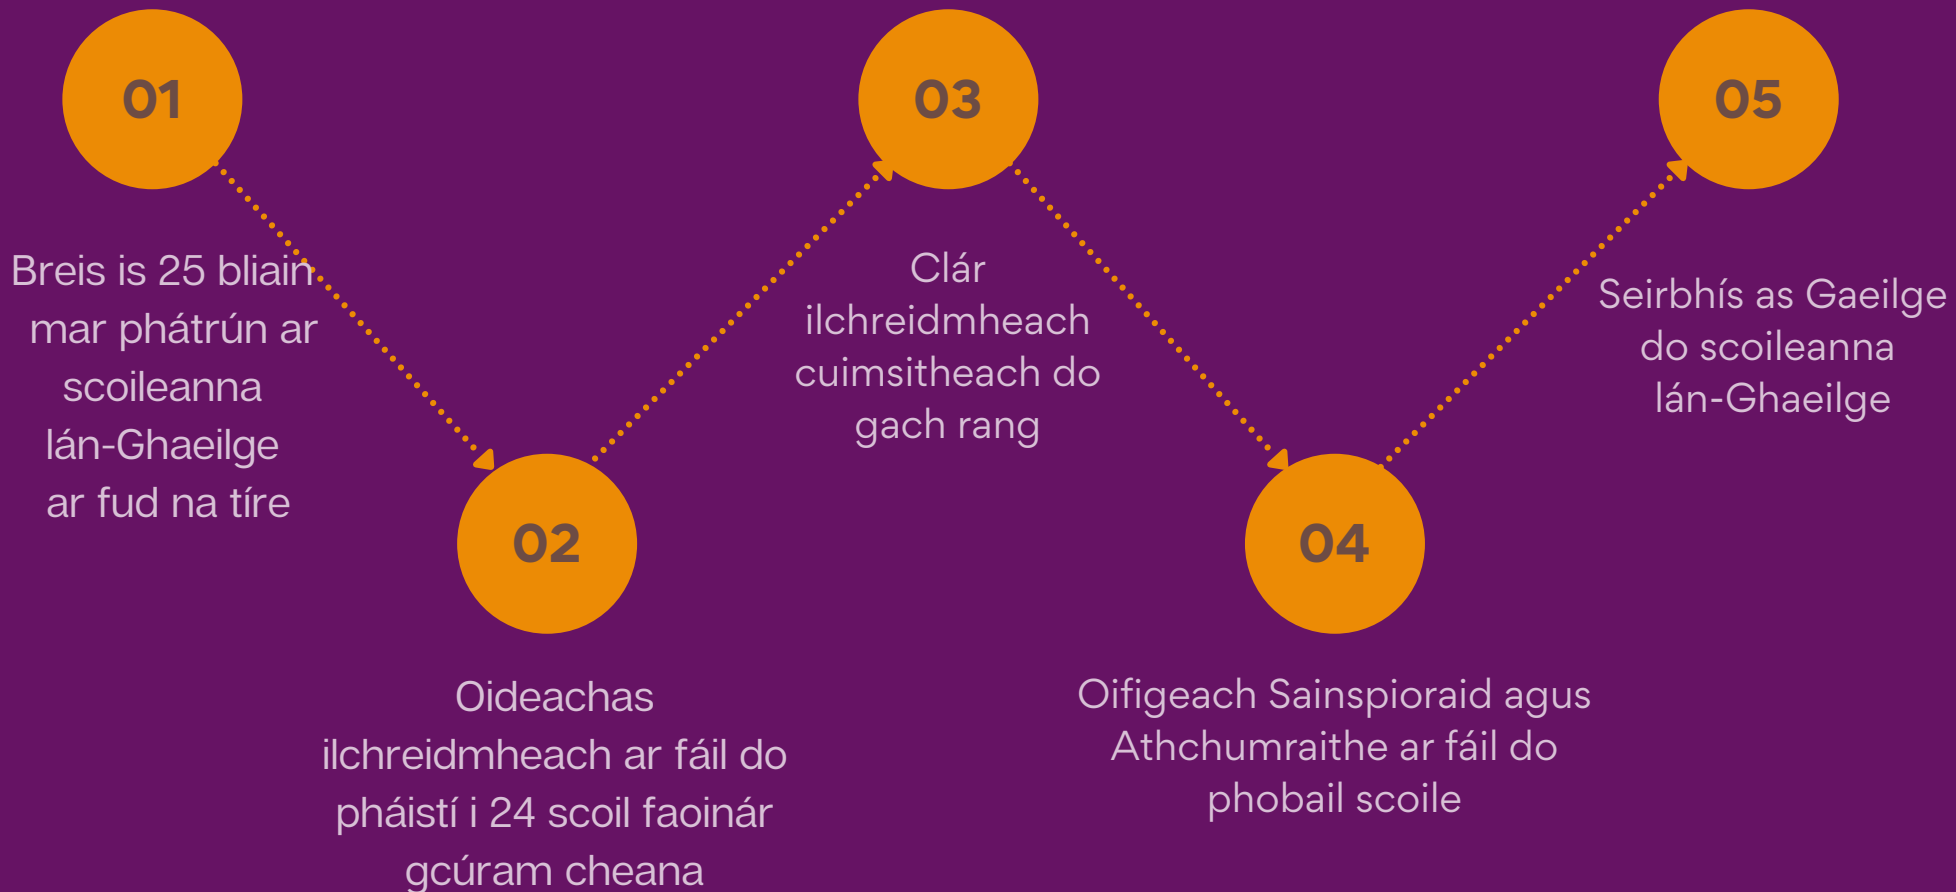 01
Breis is 25 bliain
mar phátrún ar
scoileanna
lán-Ghaeilge
ar fud na tíre
02
Oideachas
ilchreidmheach ar fáil do
pháistí i 24 scoil faoinár
gcúram cheana
03
Clár
ilchreidmheach
cuimsitheach do
gach rang
04
Oifigeach Sainspioraid agus
Athchumraithe ar fáil do
phobail scoile
05
Seirbhís as Gaeilge
do scoileanna
lán-Ghaeilge